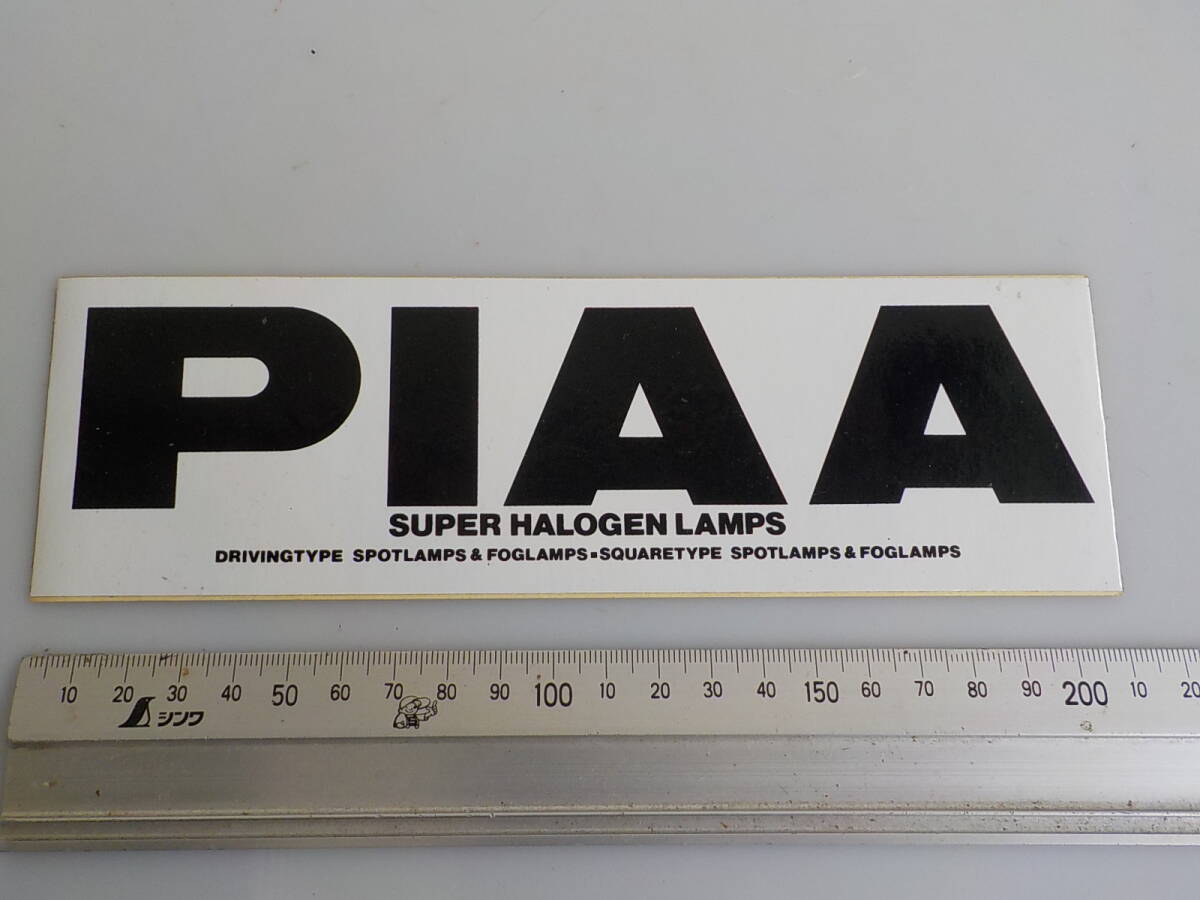 PIAA
SUPER HALOGEN LAMPS
DRIVINGTYPE SPOTLAMPS & FOGLAMPS▪SQUARETYPE SPOTLAMPS & FOGLAMPS
10 20 30 40 50 60 70 80 90 100 10 20 30 40 150 60 70 80 90 200 10 20
シンワ